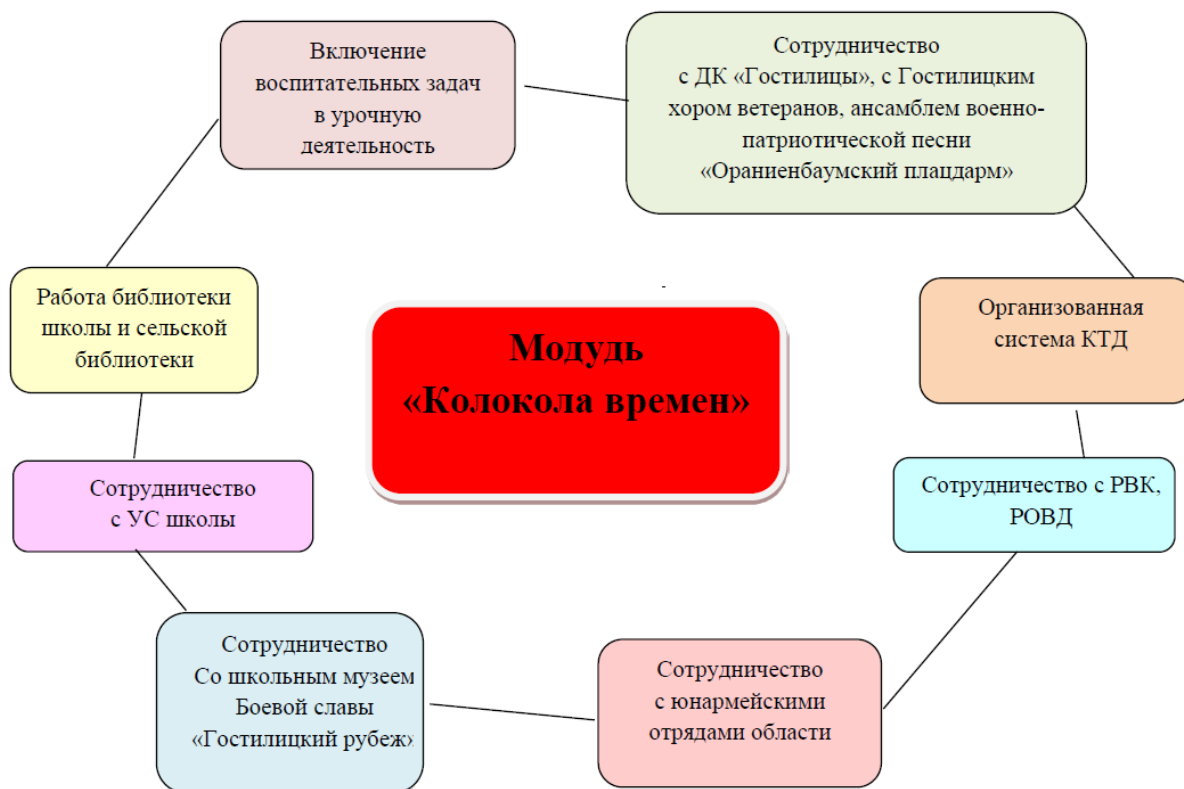 Включение
воспитательных задач
в урочную
деятельность
Сотрудничество
с ДК «Гостилицы», с Гостилицким
хором ветеранов, ансамблем военно-
патриотической песни
«Ораниенбаумский плацдарм»
Работа библиотеки
школы и сельской
библиотеки
Модудь
«Колокола времен»
Организованная
система КТД
Сотрудничество
с УС школы
Сотрудничество с РВК,
РОВД
Сотрудничество
Со школьным музеем
Боевой славы
«Гостилицкий рубеж»
Сотрудничество
с юнармейскими
отрядами области